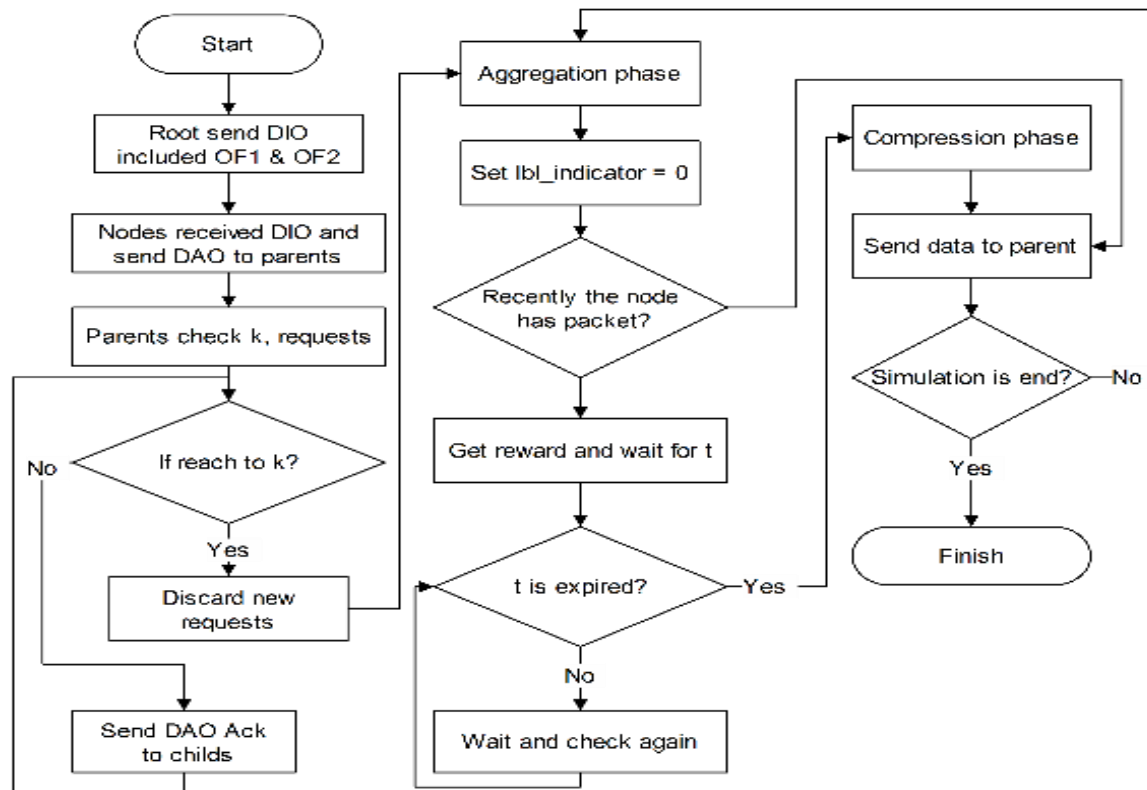 Start
Root send DIO
included OF1 & OF2
Nodes received DIO and
send DAO to parents
Parents check k, requests
If reach to k?
No
Yes
Discard new
requests
Send DAO Ack
to childs
Aggregation phase
Set lbl_indicator = 0
Recently the node
has packet?
Get reward and wait for t
t is expired?
Yes
No
Wait and check again
Compression phase
Send data to parent
Simulation is end?
No
Yes
Finish